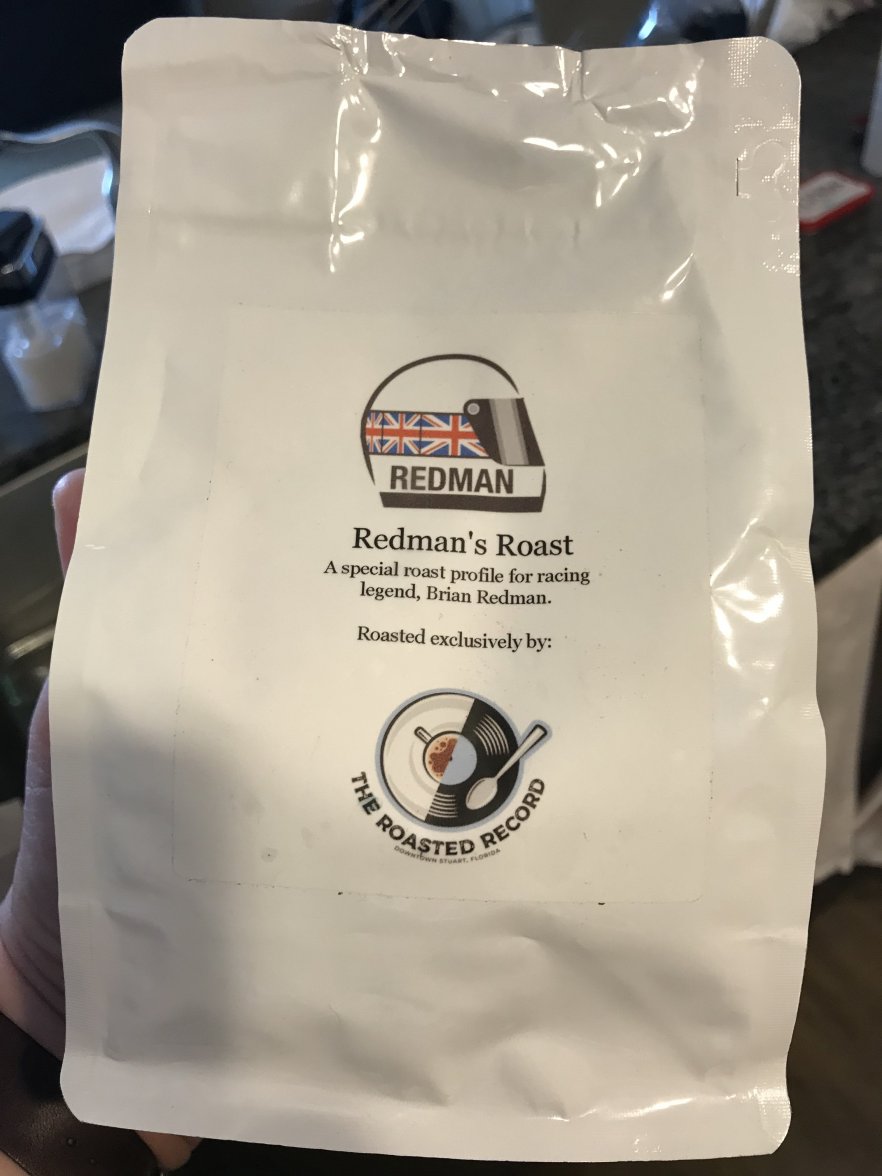 REDMAN
Redman's Roast
A special roast profile for racing
legend, Brian Redman.
Roasted exclusively by:
THE ROASTED RECORD
DOWNTOWN STUART, FLORIDA